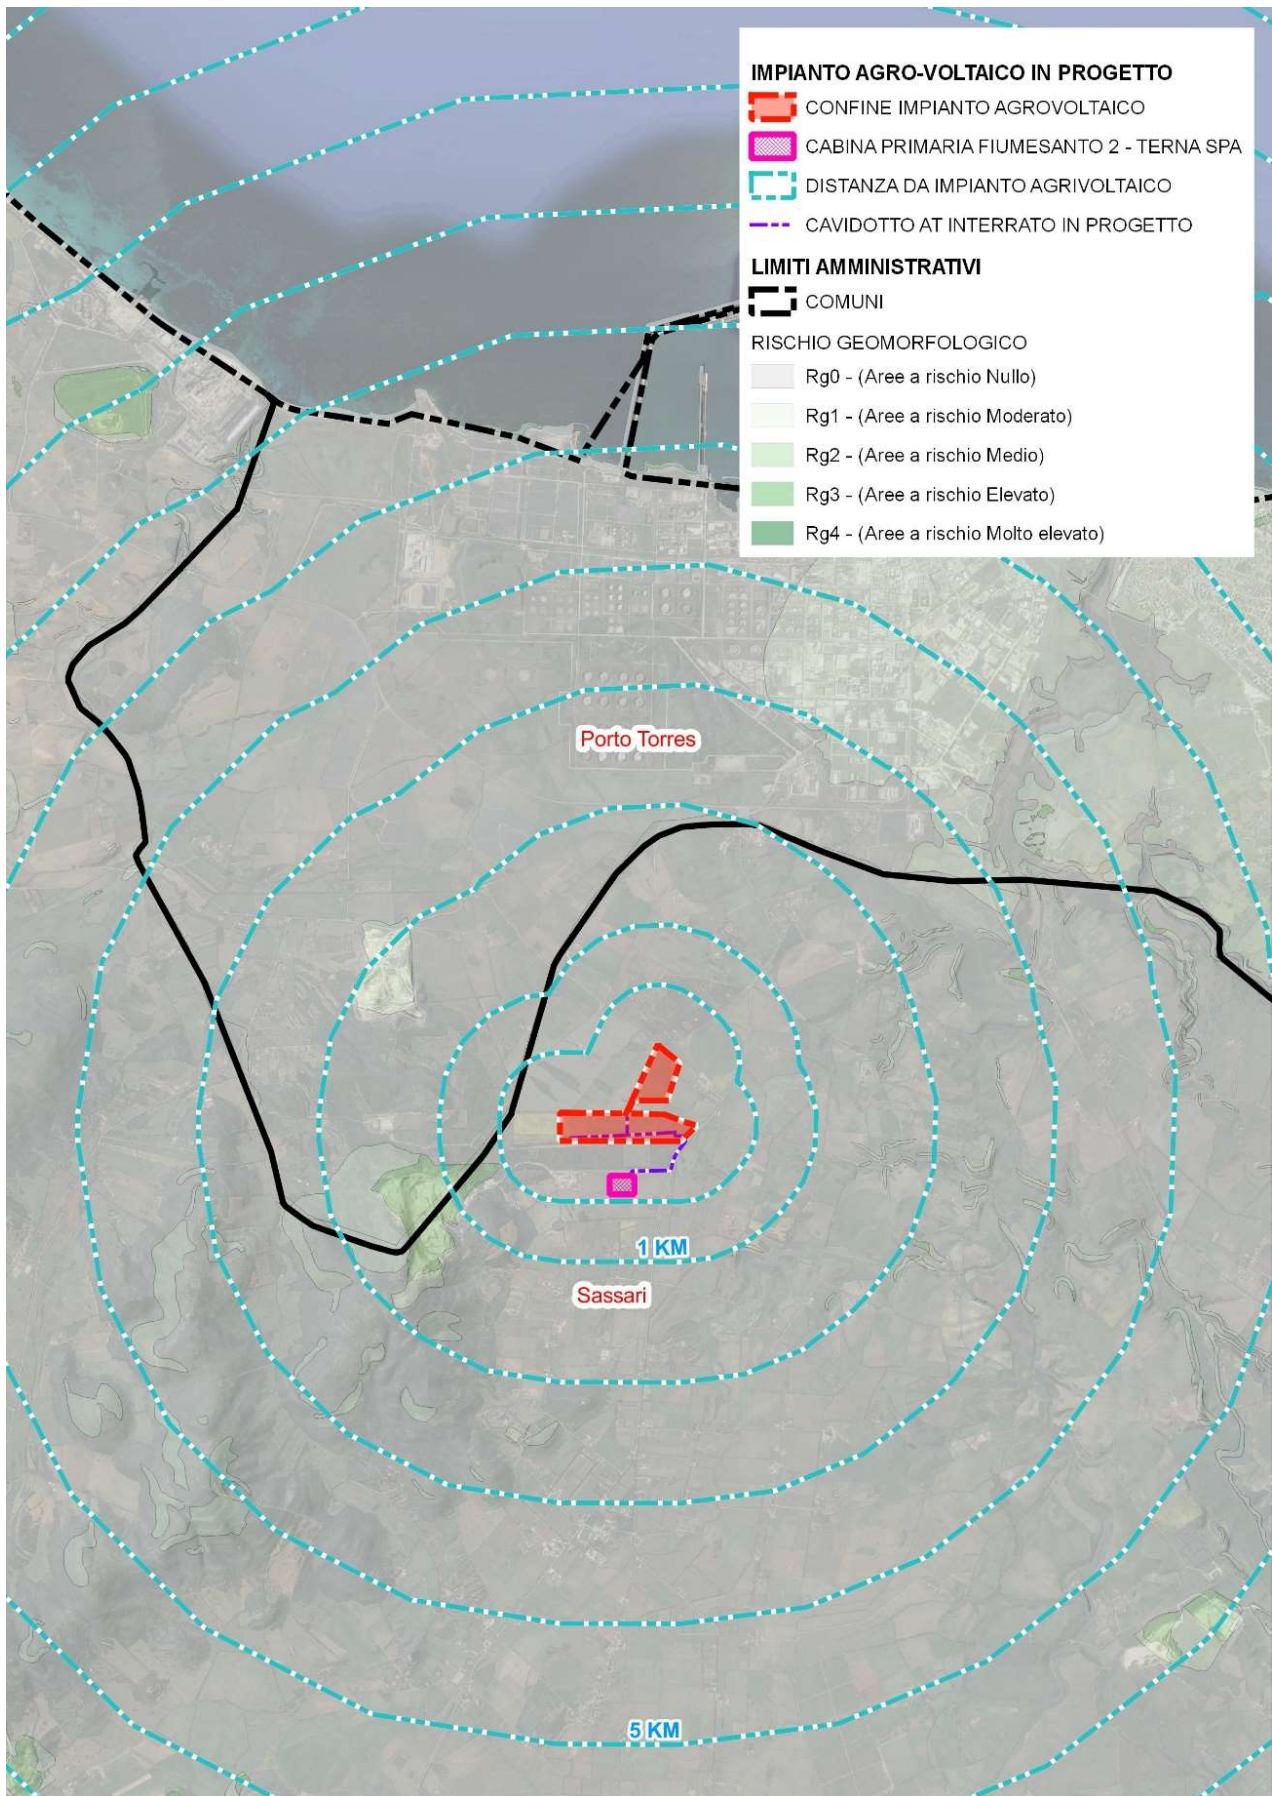 IMPIANTO AGRO-VOLTAICO IN PROGETTO
CONFINE IMPIANTO AGROVOLTAICO
CABINA PRIMARIA FIUMESANTO 2 - TERNA SPA
DISTANZA DA IMPIANTO AGRIVOLTAICO
CAVIDOTTO AT INTERRATO IN PROGETTO
LIMITI AMMINISTRATIVI
COMUNI
RISCHIO GEOMORFOLOGICO
Rg0 - (Aree a rischio Nullo)
Rg1 - (Aree a rischio Moderato)
Rg2 - (Aree a rischio Medio)
Rg3 - (Aree a rischio Elevato)
Rg4 - (Aree a rischio Molto elevato)
Porto Torres
1 KM
Sassari
5 KM